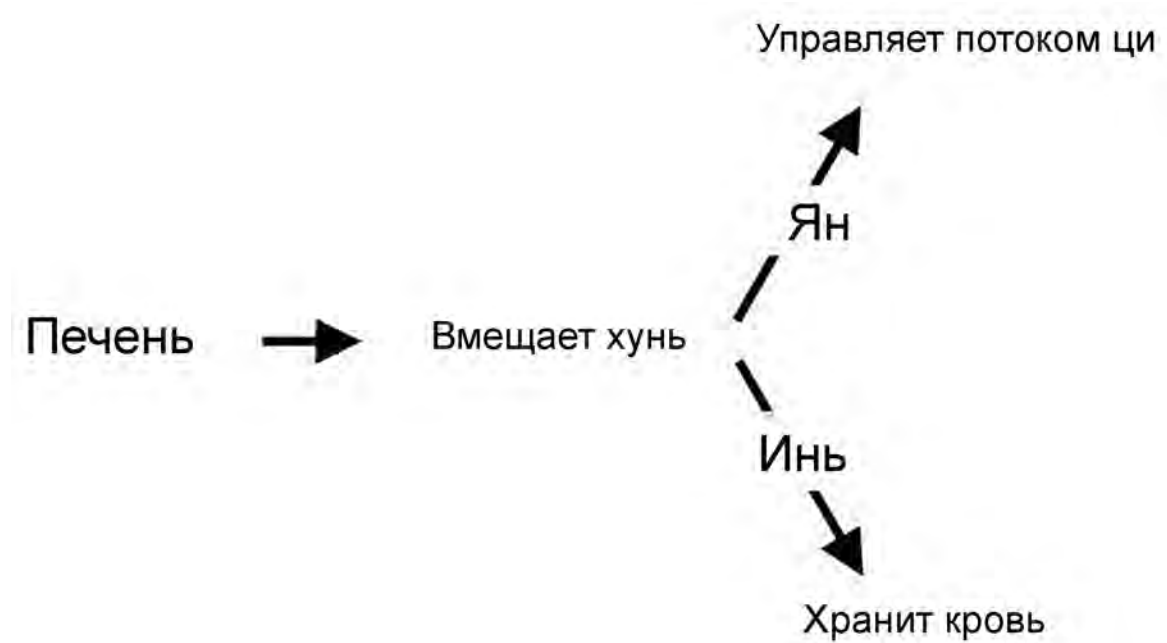 Управляет потоком ци
Ян
Печень
Вмещает хунь
Инь
Хранит кровь